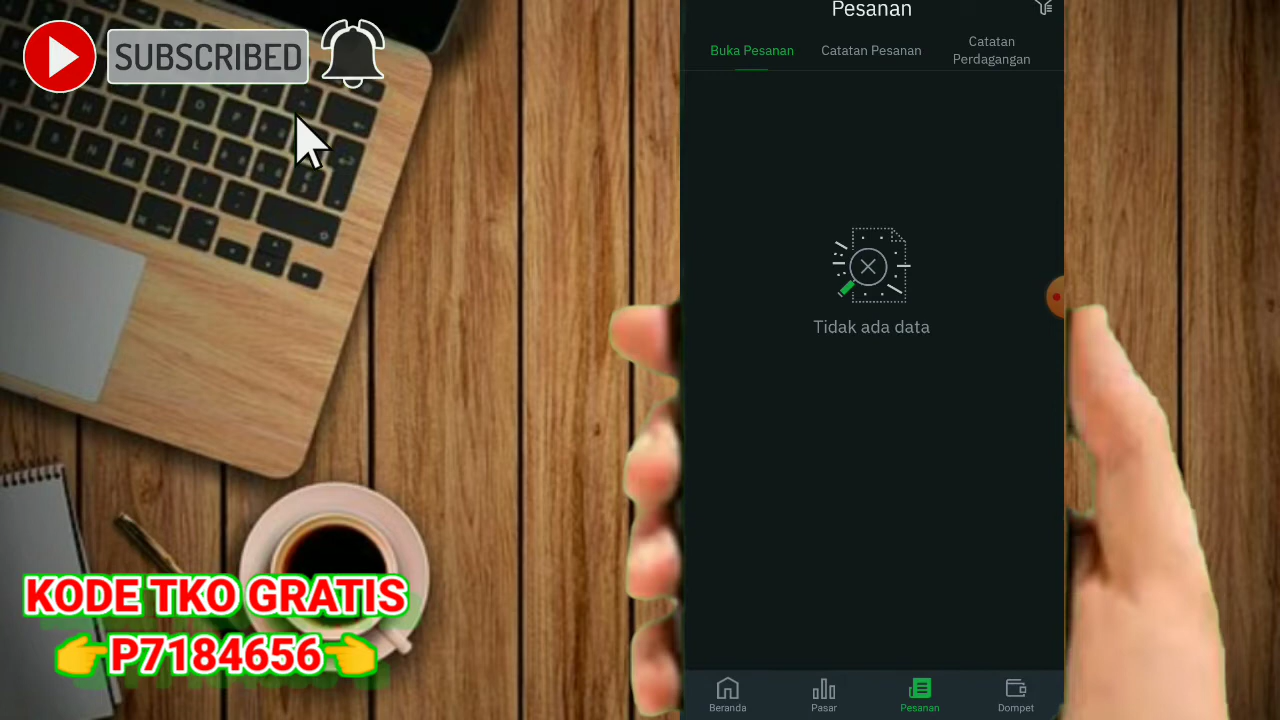 SUBSCRIBED
Pesanan
Buka Pesanan
Catatan Pesanan
Catatan
Perdagangan
Tidak ada data
KODE TKO GRATIS
👉P7184656👈
Beranda
Pasar
Pesanan
Dompet